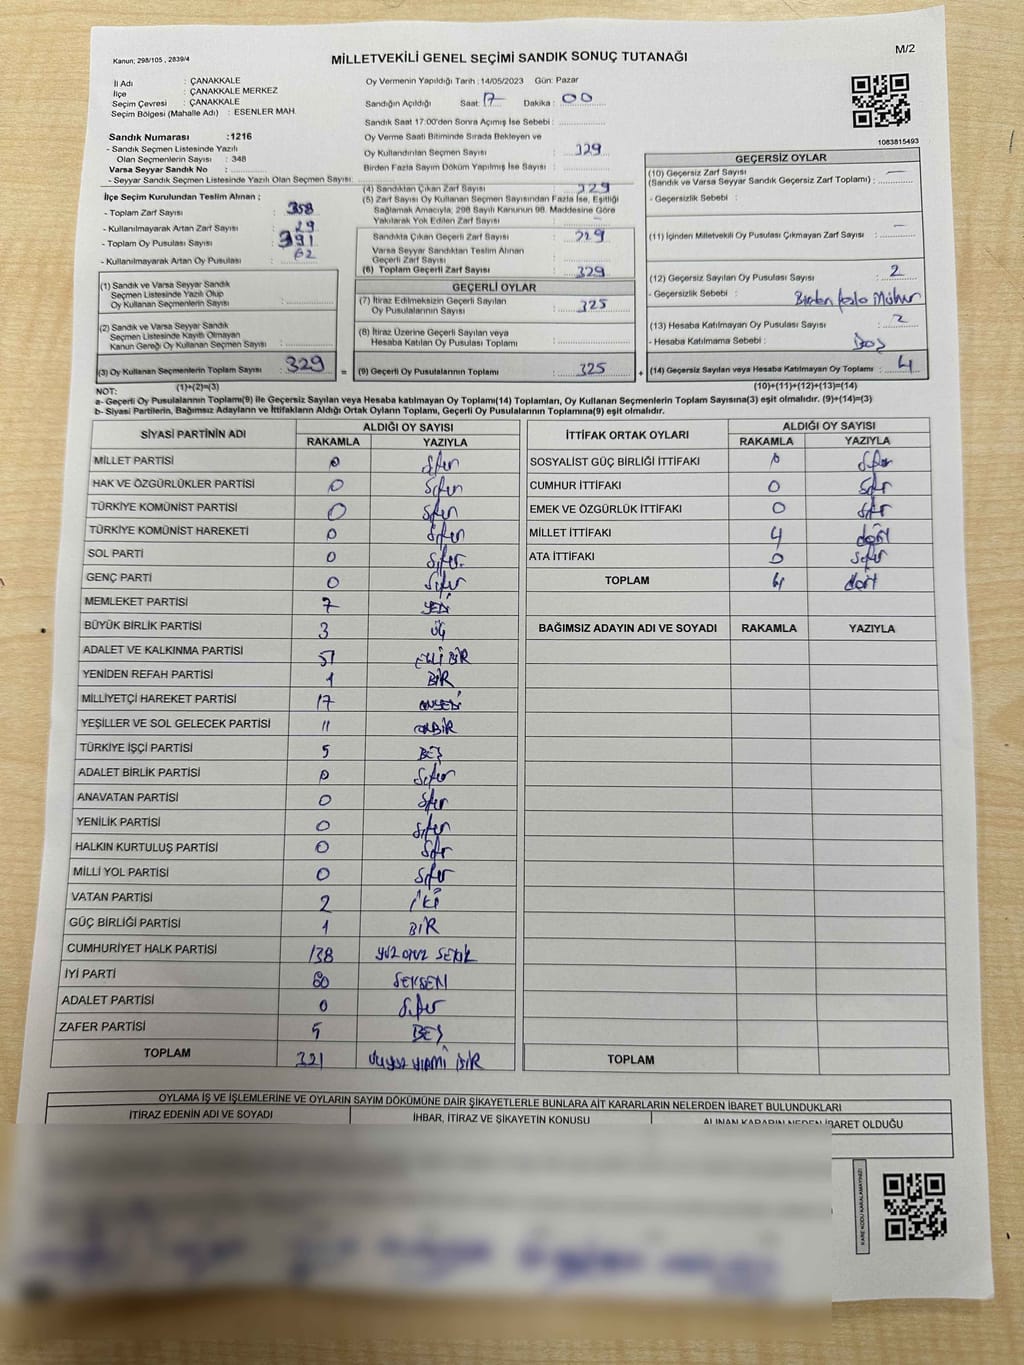 Kanun, 298/105 , 2839/4
MİLLETVEKİLİ GENEL SEÇİMİ SANDIK SONUÇ TUTANAĞI
M/2
İl Adı : ÇANAKKALE
İlçe : ÇANAKKALE MERKEZ
Seçim Çevresi : ÇANAKKALE
Seçim Bölgesi (Mahalle Adı) : ESENLER MAH.
Oy Vermenin Yapıldığı Tarih : 14/05/2023 Gün: Pazar
Sandığın Açıldığı Saat: 17 Dakika : 00
Sandık Saat 17:00'den Sonra Açımış İse Sebebi :
Sandık Numarası : 1216
- Sandık Seçmen Listesinde Yazılı
Olan Seçmenlerin Sayısı : 348
Varsa Seyyar Sandık No :
- Seyyar Sandık Seçmen Listesinde Yazılı Olan Seçmen Sayısı:
Oy Verme Saati Bitiminde Sırada Bekleyen ve
Oy Kullandırılan Seçmen Sayısı : 329
Birden Fazla Sayım Döküm Yapılmış İse Sayısı :
1083815493
İlçe Seçim Kurulundan Teslim Alınan ;
- Toplam Zarf Sayısı : 358
- Kullanılmayarak Artan Zarf Sayısı : 29
- Toplam Oy Pusulası Sayısı : 391
- Kullanılmayarak Artan Oy Pusulası : 62
(4) Sandıktan Çıkan Zarf Sayısı : 329
(5) Zarf Sayısı Oy Kullanan Seçmen Sayısından Fazla İse, Eşitliği
Sağlamak Amacıyla, 298 Sayılı Kanunun 98. Maddesine Göre
Yakılarak Yok Edilen Zarf Sayısı : -
Sandıkta Çıkan Geçerli Zarf Sayısı : 329
Varsa Seyyar Sandıktan Teslim Alınan
Geçerli Zarf Sayısı :
(6) Toplam Geçerli Zarf Sayısı : 329
GEÇERSİZ OYLAR
(10) Geçersiz Zarf Sayısı
(Sandık ve Varsa Seyyar Sandık Geçersiz Zarf Toplamı) : -
- Geçersizlik Sebebi :
(11) İçinden Milletvekili Oy Pusulası Çıkmayan Zarf Sayısı : -
(12) Geçersiz Sayılan Oy Pusulası Sayısı : 2
- Geçersizlik Sebebi : Birden fazla Mühür
(13) Hesaba Katılmayan Oy Pusulası Sayısı : 2
- Hesaba Katılmama Sebebi : Boş
(14) Geçersiz Sayılan veya Hesaba Katılmayan Oy Toplamı : 4
(1) Sandık ve Varsa Seyyar Sandık
Seçmen Listesinde Yazılı Olup
Oy Kullanan Seçmenlerin Sayısı :
(2) Sandık ve Varsa Seyyar Sandık
Seçmen Listesinde Kayıtlı Olmayan
Kanun Gereği Oy Kullanan Seçmen Sayısı :
(3) Oy Kullanan Seçmenlerin Toplam Sayısı : 329
=
GEÇERLİ OYLAR
(7) İtiraz Edilmeksizin Geçerli Sayılan
Oy Pusulalarının Sayısı : 325
(8) İtiraz Üzerine Geçerli Sayılan veya
Hesaba Katılan Oy Pusulası Toplamı :
(9) Geçerli Oy Pusulalarının Toplamı : 325
+
NOT: (1)+(2)=(3)
(10)+(11)+(12)+(13)=(14)
a- Geçerli Oy Pusulalarının Toplamı(9) ile Geçersiz Sayılan veya Hesaba katılmayan Oy Toplamı(14) Toplamları, Oy Kullanan Seçmenlerin Toplam Sayısına(3) eşit olmalıdır. (9)+(14)=(3)
b- Siyasi Partilerin, Bağımsız Adayların ve İttifakların Aldığı Ortak Oyların Toplamı, Geçerli Oy Pusulalarının Toplamına(9) eşit olmalıdır.
SİYASİ PARTİNİN ADI ALDIĞI OY SAYISI
RAKAMLA YAZIYLA
MİLLET PARTİSİ 0 Sıfır
HAK VE ÖZGÜRLÜKLER PARTİSİ 0 Sıfır
TÜRKİYE KOMÜNİST PARTİSİ 0 Sıfır
TÜRKİYE KOMÜNİST HAREKETİ 0 Sıfır
SOL PARTİ 0 Sıfır
GENÇ PARTİ 0 Sıfır
MEMLEKET PARTİSİ 7 YEDİ
BÜYÜK BİRLİK PARTİSİ 3 ÜÇ
ADALET VE KALKINMA PARTİSİ 51 ELLİ BİR
YENİDEN REFAH PARTİSİ 1 BİR
MİLLİYETÇİ HAREKET PARTİSİ 17 ONYEDİ
YEŞİLLER VE SOL GELECEK PARTİSİ 11 ONBİR
TÜRKİYE İŞÇİ PARTİSİ 5 BEŞ
ADALET BİRLİK PARTİSİ 0 Sıfır
ANAVATAN PARTİSİ 0 Sıfır
YENİLİK PARTİSİ 0 Sıfır
HALKIN KURTULUŞ PARTİSİ 0 Sıfır
MİLLİ YOL PARTİSİ 0 Sıfır
VATAN PARTİSİ 2 İKİ
GÜÇ BİRLİĞİ PARTİSİ 1 BİR
CUMHURİYET HALK PARTİSİ 138 YÜZ OTUZ SEKİZ
İYİ PARTİ 80 SEKSEN
ADALET PARTİSİ 0 Sıfır
ZAFER PARTİSİ 5 BEŞ
TOPLAM 321 ÜÇYÜZ YİRMİ BİR
İTTİFAK ORTAK OYLARI ALDIĞI OY SAYISI
RAKAMLA YAZIYLA
SOSYALİST GÜÇ BİRLİĞİ İTTİFAKI 0 Sıfır
CUMHUR İTTİFAKI 0 Sıfır
EMEK VE ÖZGÜRLÜK İTTİFAKI 0 Sıfır
MİLLET İTTİFAKI 4 dört
ATA İTTİFAKI 0 Sıfır
TOPLAM 4 dört
BAĞIMSIZ ADAYIN ADI VE SOYADI RAKAMLA YAZIYLA
TOPLAM
OYLAMA İŞ VE İŞLEMLERİNE VE OYLARIN SAYIM DÖKÜMÜNE DAİR ŞİKAYETLERLE BUNLARA AİT KARARLARIN NELERDEN İBARET BULUNDUKLARI
İTİRAZ EDENİN ADI VE SOYADI İHBAR, İTİRAZ VE ŞİKAYETİN KONUSU ALINAN KARARIN NEDEN İBARET OLDUĞU
KARE KODU KARALAMAYINIZ!